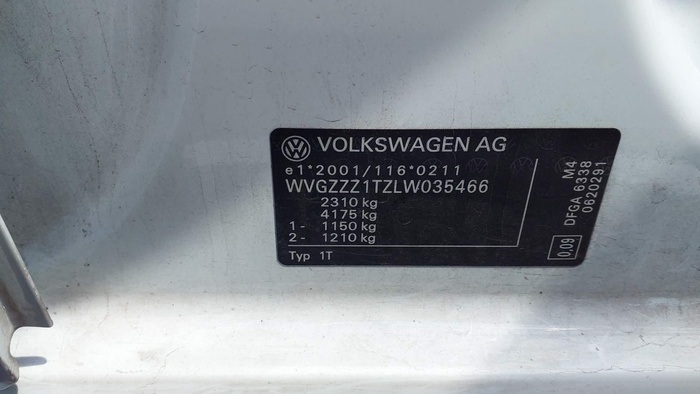 VOLKSWAGEN AG
e1*2001/116*0211
WVGZZZ1TZLW035466
2310 kg
4175 kg
1- 1150 kg
2- 1210 kg
Typ 1T
M4
DFGA 6338
0620291
0.09